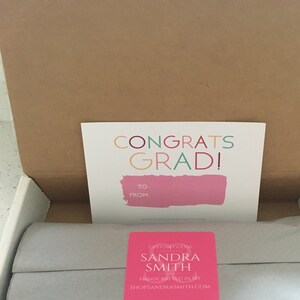 CONGRATS
GRAD!
TO:
FROM:
SANDRA
SMITH
SHOPSANDRASMITH.COM